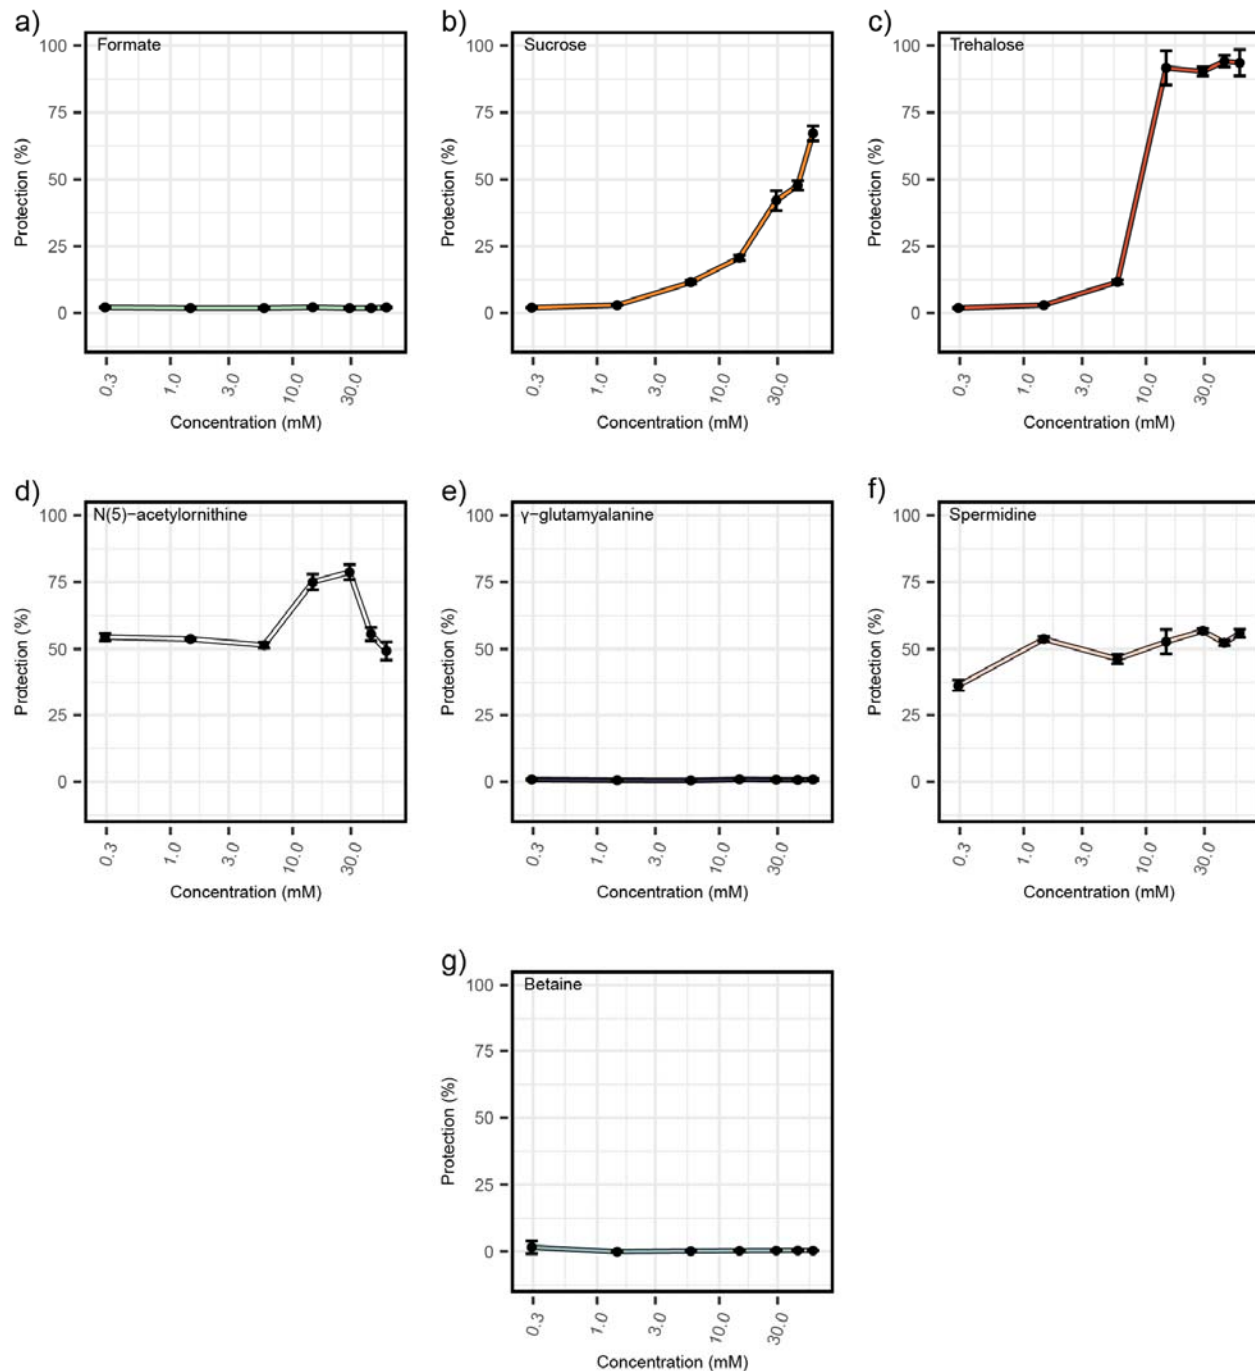 a)
Formate
100
75
50
25
0
Protection (%)
0.3
1.0
3.0
10.0
30.0
Concentration (mM)
b)
Sucrose
100
75
50
25
0
Protection (%)
0.3
1.0
3.0
10.0
30.0
Concentration (mM)
c)
Trehalose
100
75
50
25
0
Protection (%)
0.3
1.0
3.0
10.0
30.0
Concentration (mM)
d)
N(5)−acetylornithine
100
75
50
25
0
Protection (%)
0.3
1.0
3.0
10.0
30.0
Concentration (mM)
e)
γ−glutamyalanine
100
75
50
25
0
Protection (%)
0.3
1.0
3.0
10.0
30.0
Concentration (mM)
f)
Spermidine
100
75
50
25
0
Protection (%)
0.3
1.0
3.0
10.0
30.0
Concentration (mM)
g)
Betaine
100
75
50
25
0
Protection (%)
0.3
1.0
3.0
10.0
30.0
Concentration (mM)